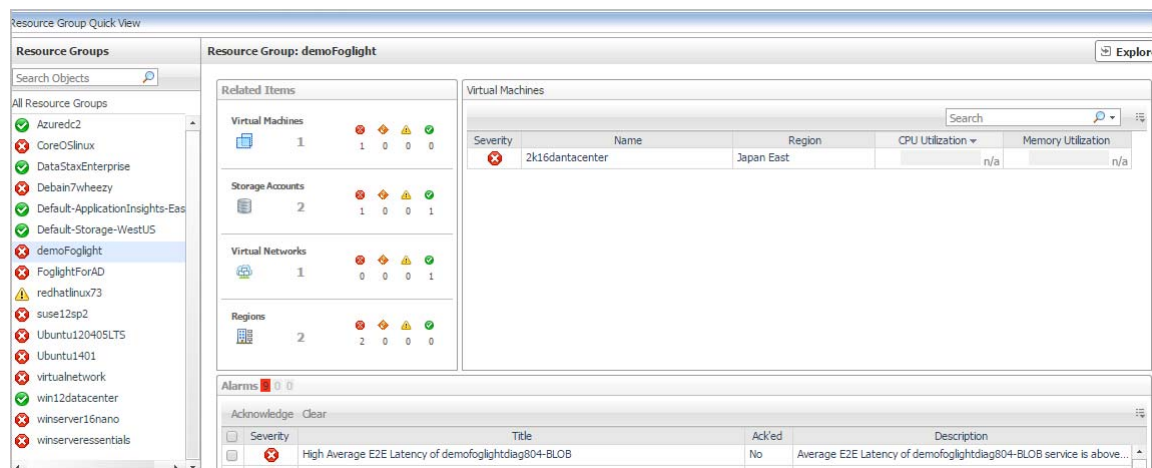 Resource Group Quick View
Resource Groups
Search Objects
All Resource Groups
Azuredc2
CoreOSlinux
DataStaxEnterprise
Debain7wheezy
Default-ApplicationInsights-Eas
Default-Storage-WestUS
demoFoglight
FoglightForAD
redhatlinux73
suse12sp2
Ubuntu120405LTS
Ubuntu1401
virtualnetwork
win12datacenter
winserver16nano
winserveressentials
Resource Group: demoFoglight
Explor
Related Items
Virtual Machines
1
1 0 0 0
Storage Accounts
2
1 0 0 1
Virtual Networks
1
0 0 0 1
Regions
2
2 0 0 0
Virtual Machines
Search
Severity Name Region CPU Utilization Memory Utilization
2k16dantacenter Japan East n/a n/a
Alarms 9 0 0
Acknowledge Clear
Severity Title Ack'ed Description
High Average E2E Latency of demofoglightdiag804-BLOB No Average E2E Latency of demofoglightdiag804-BLOB service is above...